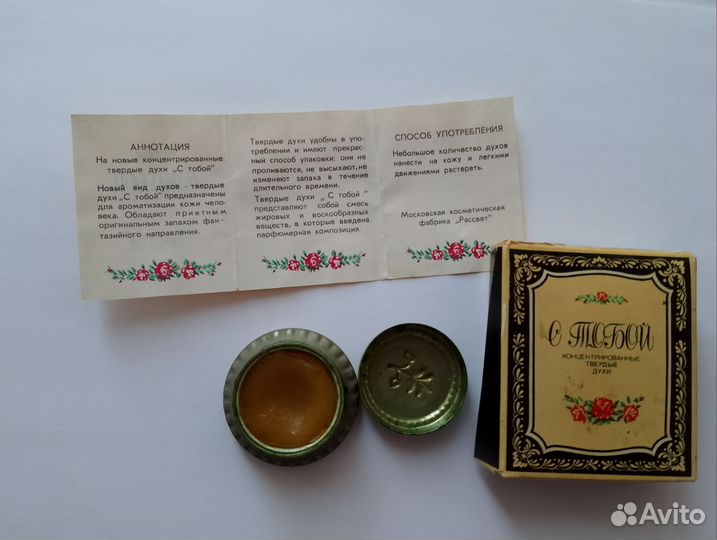 АННОТАЦИЯ
На новые концентрированные
твердые духи „С тобой"
Новый вид духов - твердые
духи „С тобой" предназначены
для ароматизации кожи чело-
века. Обладают приятным
оригинальным запахом фан-
тазийного направления.
Твердые духи удобны в упо-
треблении и имеют прекрас-
ный способ упаковки: они не
проливаются, не высыхают, не
изменяют запаха в течение
длительного времени.
Твердые духи „С тобой"
представляют собой смесь
жировых и воскообразных
веществ, в которые введена
парфюмерная композиция.
СПОСОБ УПОТРЕБЛЕНИЯ
Небольшое количество духов
нанести на кожу и легкими
движениями растереть.
Московская косметическая
фабрика „Рассвет"
С ТОБОЙ
КОНЦЕНТРИРОВАННЫЕ
ТВЕРДЫЕ
ДУХИ
Avito